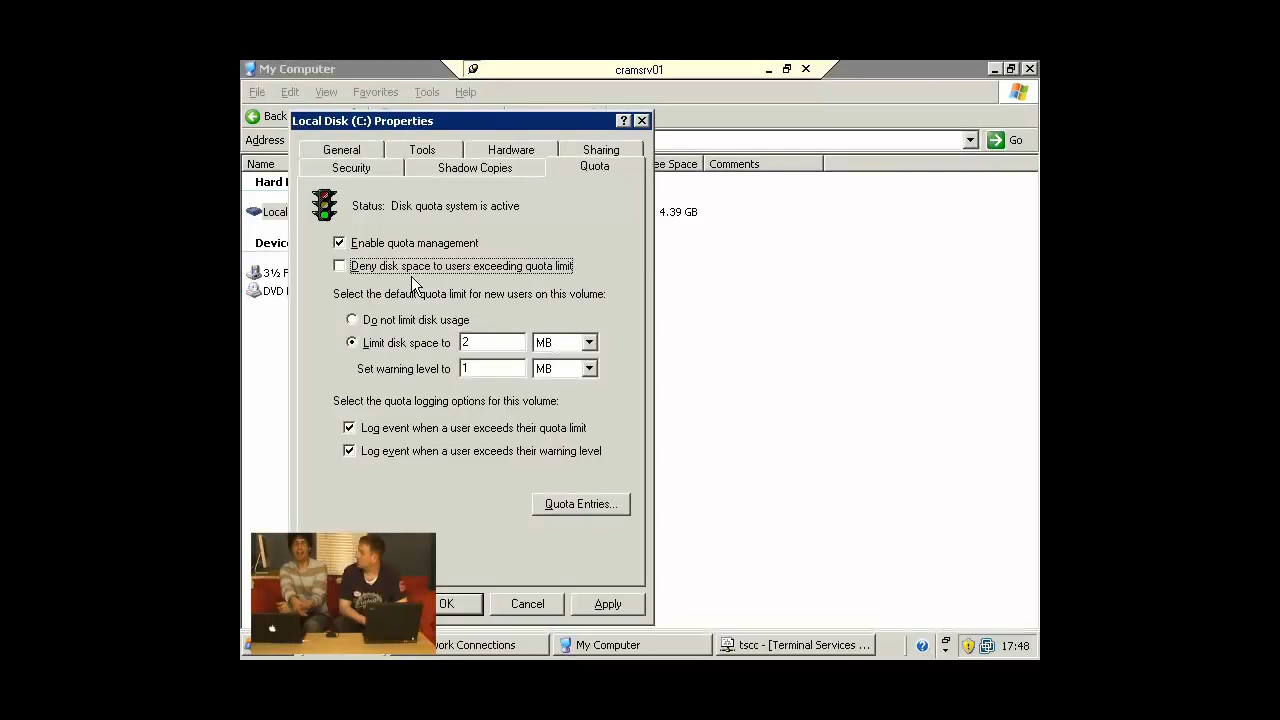 My Computer
cramsrv01
File Edit View Favorites Tools Help
Back
Local Disk (C:) Properties
Address
Go
General Tools Hardware Sharing
Security Shadow Copies Quota
Name
ee Space Comments
Hard
Status: Disk quota system is active
Local
4.39 GB
Enable quota management
Devic
Deny disk space to users exceeding quota limit
3½ F
DVD
Select the default quota limit for new users on this volume:
Do not limit disk usage
Limit disk space to 2 MB
Set warning level to 1 MB
Select the quota logging options for this volume:
Log event when a user exceeds their quota limit
Log event when a user exceeds their warning level
Quota Entries...
OK Cancel Apply
work Connections
My Computer
tscc - [Terminal Services ...
17:48